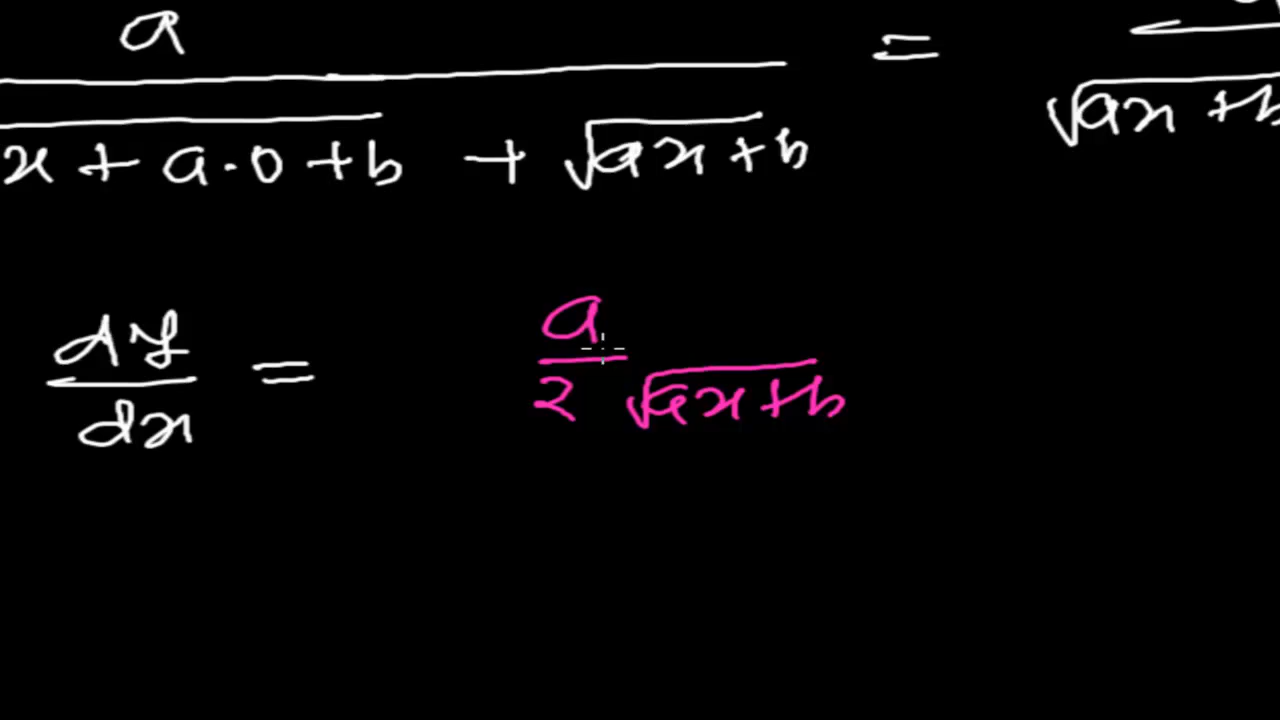 a =
x + a.0 + b + √ax + b √ax + b
dy/dx = a/2 √ax + b